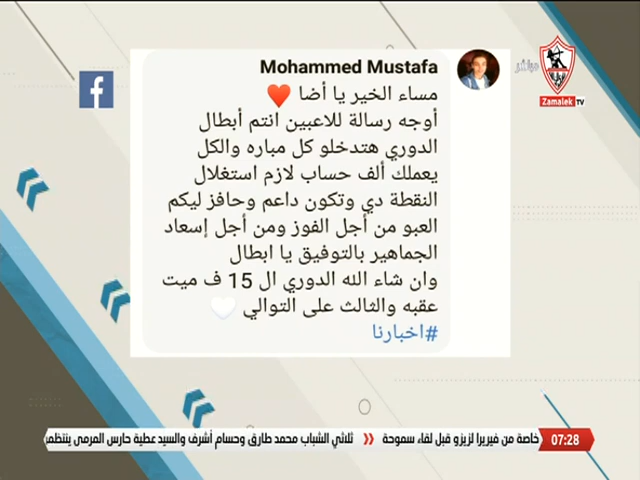 Mohammed Mustafa
مساء الخير يا أضا ❤️
أوجه رسالة للاعبين انتم أبطال
الدوري هتدخلو كل مباره والكل
يعملك ألف حساب لازم استغلال
النقطة دي وتكون داعم وحافز ليكم
العبو من أجل الفوز ومن أجل إسعاد
الجماهير بالتوفيق يا ابطال
وان شاء الله الدوري ال 15 ف ميت
عقبه والثالث على التوالي 🤍
#اخبارنا
مباشر
Zamalek TV
07:28
خاصة من فيريرا لزيزو قبل لقاء سموحة » ثلاثي الشباب محمد طارق وحسام أشرف والسيد عطية حارس المرمى ينتظمو